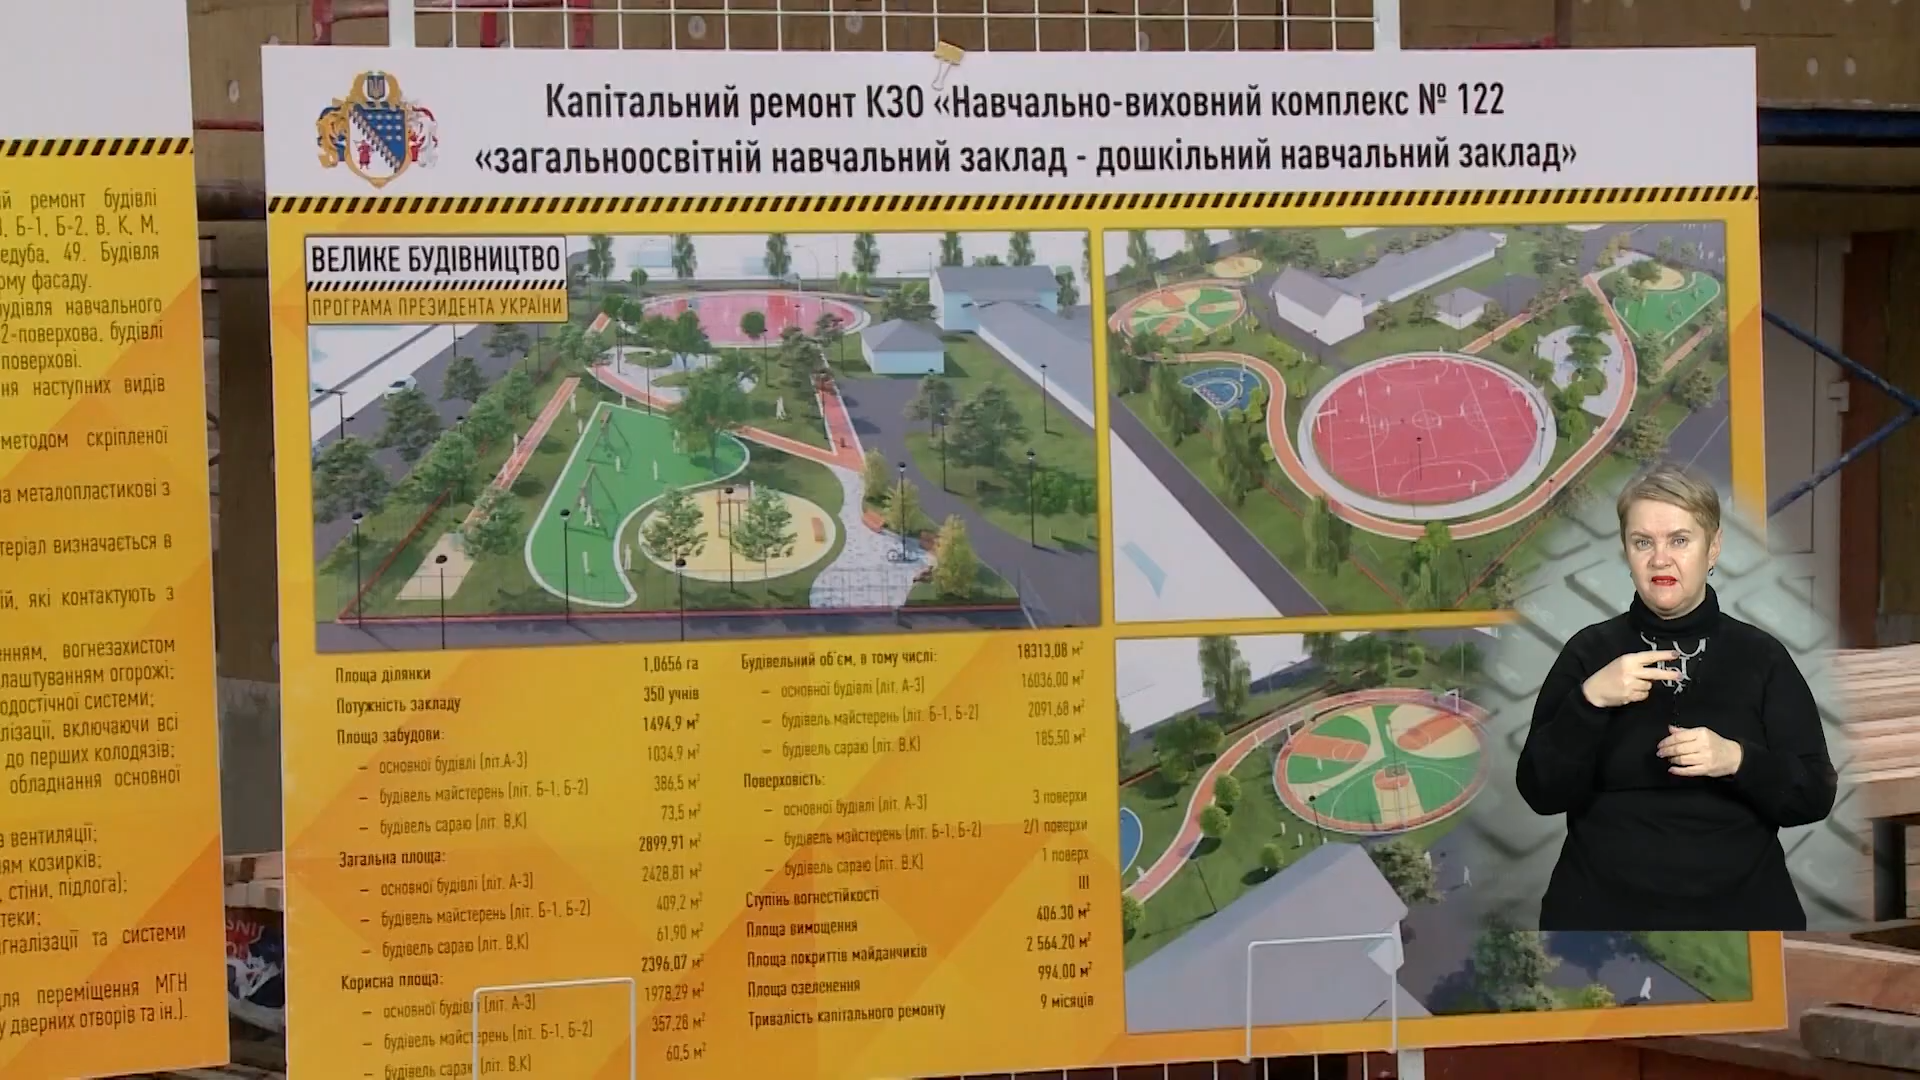 Капітальний ремонт КЗО «Навчально-виховний комплекс № 122
«загальноосвітній навчальний заклад - дошкільний навчальний заклад»
ВЕЛИКЕ БУДІВНИЦТВО
ПРОГРАМА ПРЕЗИДЕНТА УКРАЇНИ
Площа ділянки 1,0656 га
Потужність закладу 350 учнів
Площа забудови: 1494,9 м²
– основної будівлі (літ.А-3) 1034,9 м²
– будівель майстерень (літ. Б-1, Б-2) 386,5 м²
– будівель сараю (літ. В,К) 73,5 м²
Загальна площа: 2899,91 м²
– основної будівлі (літ. А-3) 2428,81 м²
– будівель майстерень (літ. Б-1, Б-2) 409,2 м²
– будівель сараю (літ. В,К) 61,90 м²
Корисна площа: 2396,07 м²
– основної будівлі (літ. А-3) 1978,29 м²
– будівель майстерень (літ. Б-1, Б-2) 357,28 м²
– будівель сараю (літ. В,К) 60,5 м²
Будівельний об'єм, в тому числі: 18313,08 м²
– основної будівлі (літ. А-3) 16036,00 м²
– будівель майстерень (літ. Б-1, Б-2) 2091,68 м²
– будівель сараю (літ. В,К) 185,50 м²
Поверховість:
– основної будівлі (літ. А-3) 3 поверхи
– будівель майстерень (літ. Б-1, Б-2) 2/1 поверхи
– будівель сараю (літ. В,К) 1 поверх
Ступінь вогнестійкості III
Площа вимощення 406.30 м²
Площа покриттів майданчиків 2 564.20 м²
Площа озеленення 994.00 м²
Тривалість капітального ремонту 9 місяців
ремонт будівлі
Б-1, Б-2, В, К, М,
49. Будівля
фасаду.
будівля навчального
2-поверхова, будівлі
поверхові.
наступних видів
методом скріпленої
металопластикові з
визначається в
які контактують з
вогнезахистом
лаштуванням огорожі;
системи;
включаючи всі
до перших колодязів;
обладнання основної
вентиляції;
козирків;
стіни, підлога);
та системи
переміщення МГН
дверних отворів та ін.).